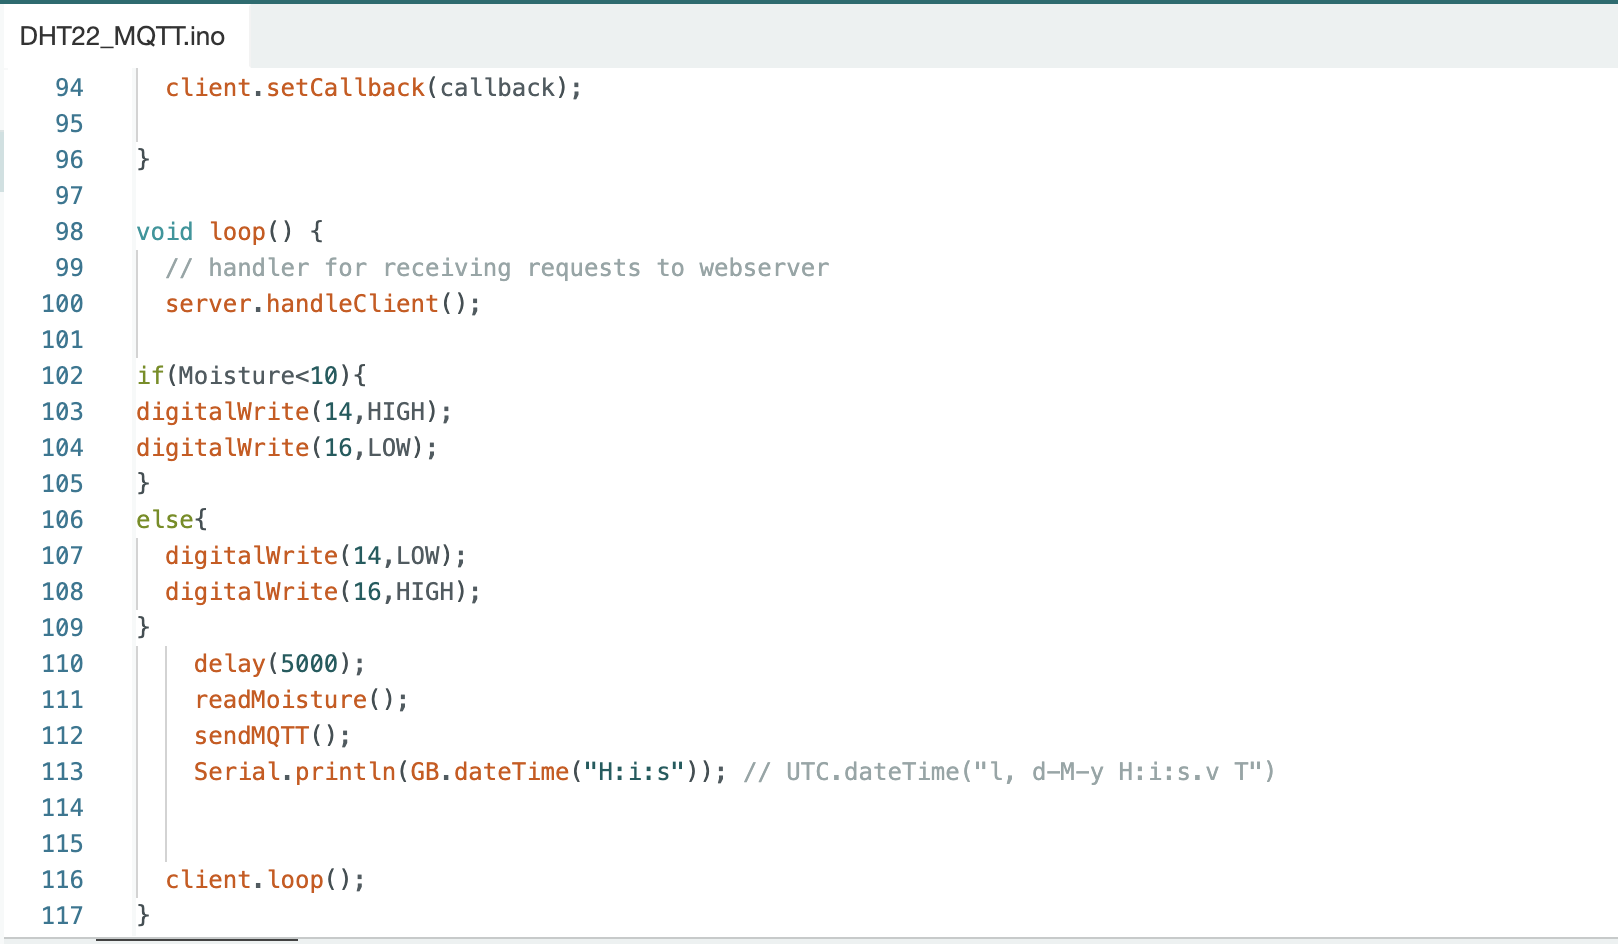 DHT22_MQTT.ino
94 client.setCallback(callback);
95
96 }
97
98 void loop() {
99 // handler for receiving requests to webserver
100 server.handleClient();
101
102 if(Moisture<10){
103 digitalWrite(14,HIGH);
104 digitalWrite(16,LOW);
105 }
106 else{
107 digitalWrite(14,LOW);
108 digitalWrite(16,HIGH);
109 }
110 delay(5000);
111 readMoisture();
112 sendMQTT();
113 Serial.println(GB.dateTime("H:i:s")); // UTC.dateTime("l, d-M-y H:i:s.v T")
114
115
116 client.loop();
117 }